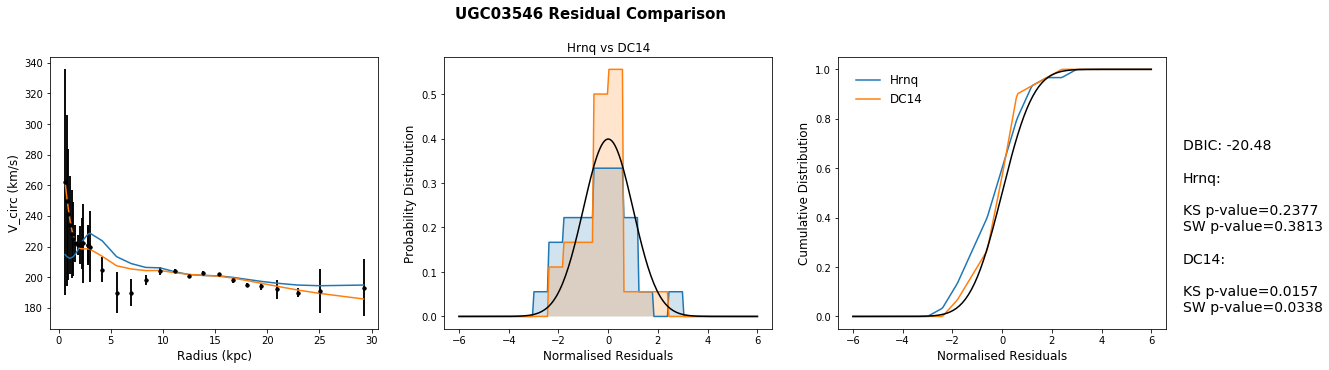 UGC03546 Residual Comparison
V_circ (km/s)
340
320
300
280
260
240
220
200
180
0
5
10
15
20
25
30
Radius (kpc)
Hrnq vs DC14
Probability Distribution
0.5
0.4
0.3
0.2
0.1
0.0
−6
−4
−2
0
2
4
6
Normalised Residuals
Cumulative Distribution
1.0
0.8
0.6
0.4
0.2
0.0
Hrnq
DC14
−6
−4
−2
0
2
4
6
Normalised Residuals
DBIC: -20.48
Hrnq:
KS p-value=0.2377
SW p-value=0.3813
DC14:
KS p-value=0.0157
SW p-value=0.0338